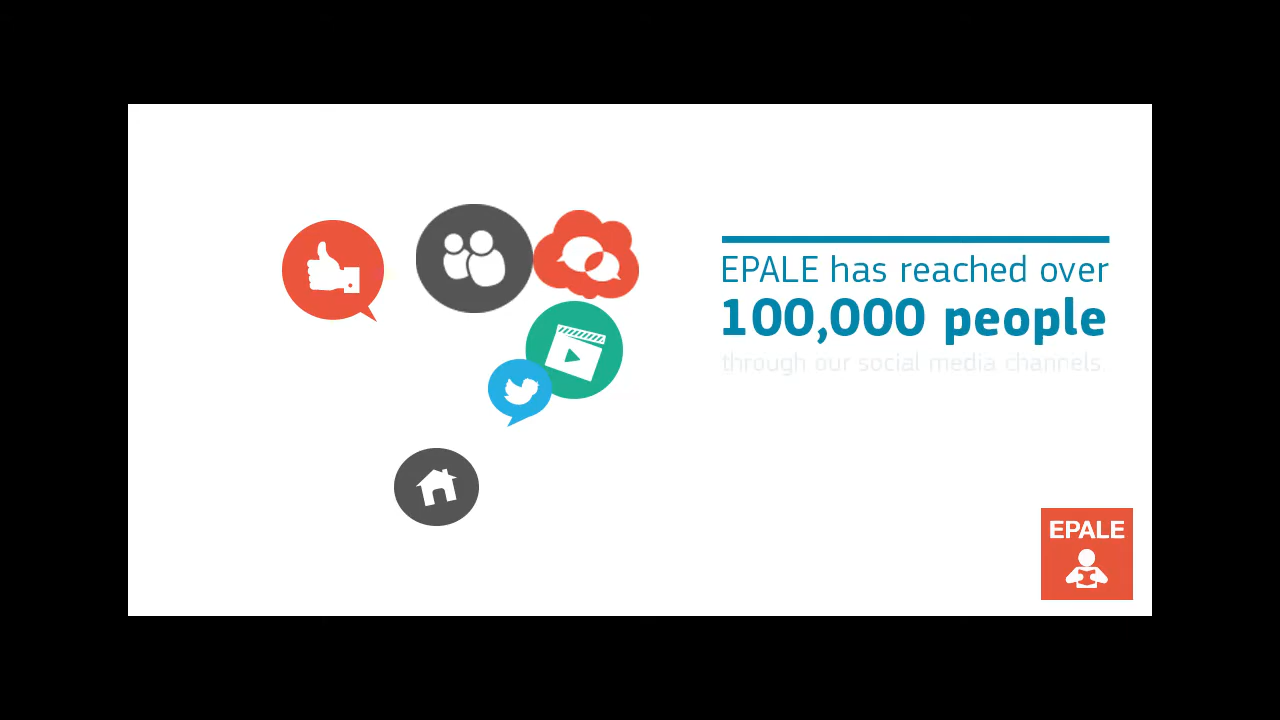 EPALE has reached over
100,000 people
through our social media channels.
EPALE